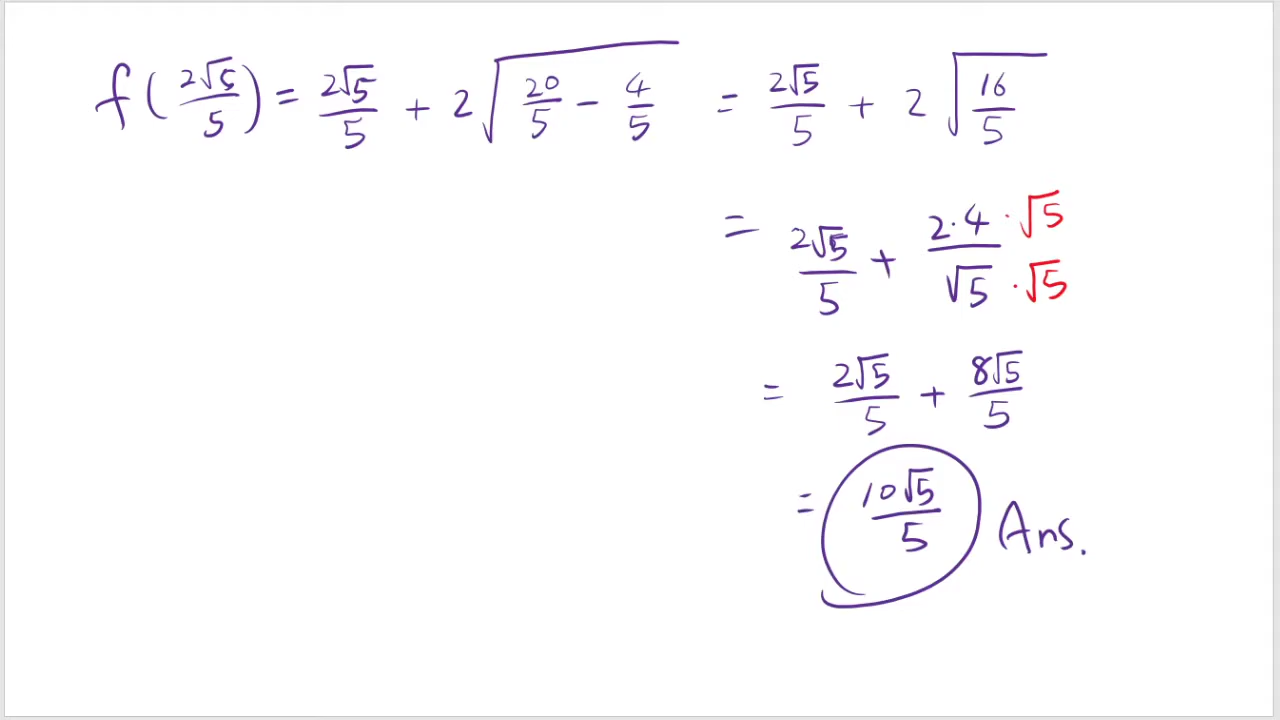 f(2√5/5) = 2√5/5 + 2√(20/5 − 4/5) = 2√5/5 + 2√(16/5)
= 2√5/5 + 2·4·√5/√5·√5
= 2√5/5 + 8√5/5
= 10√5/5 Ans.